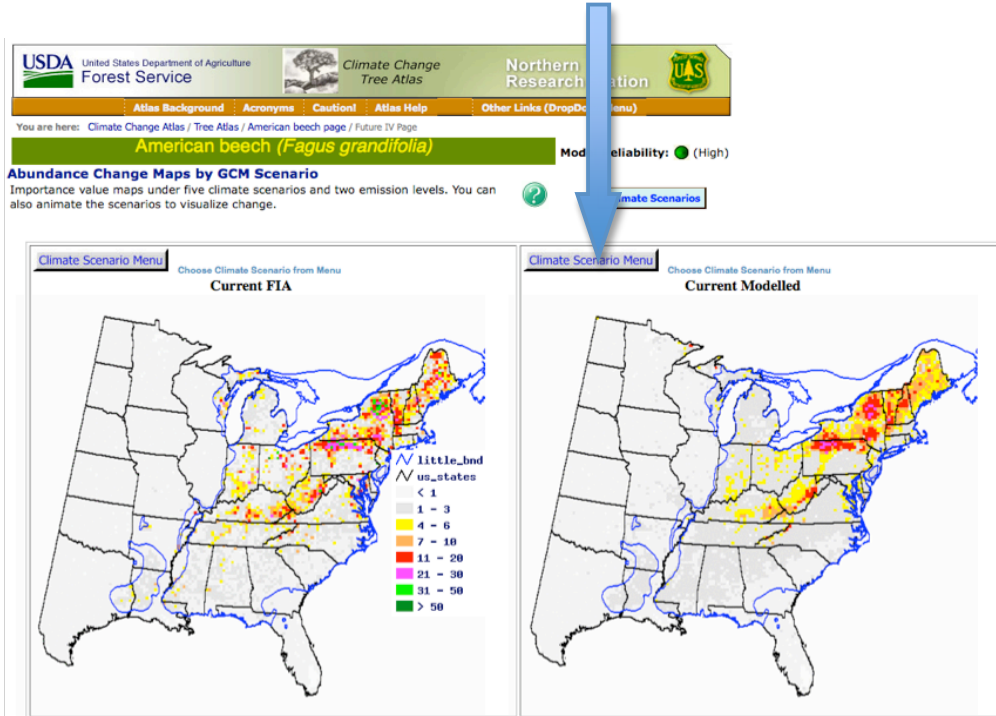 USDA United States Department of Agriculture
Forest Service
Climate Change
Tree Atlas
Northern
Research
Atlas Background Acronyms Caution! Atlas Help Other Links
You are here: Climate Change Atlas / Tree Atlas / American beech page / Future IV Page
American beech (Fagus grandifolia)
(High)
Abundance Change Maps by GCM Scenario
Importance value maps under five climate scenarios and two emission levels. You can
also animate the scenarios to visualize change.
?
Scenarios
Climate Scenario Menu
Choose Climate Scenario from Menu
Current FIA
little_bnd
us_states
< 1
1 - 3
4 - 6
7 - 10
11 - 20
21 - 30
31 - 50
> 50
Climate Scenario Menu
Choose Climate Scenario from Menu
Current Modelled